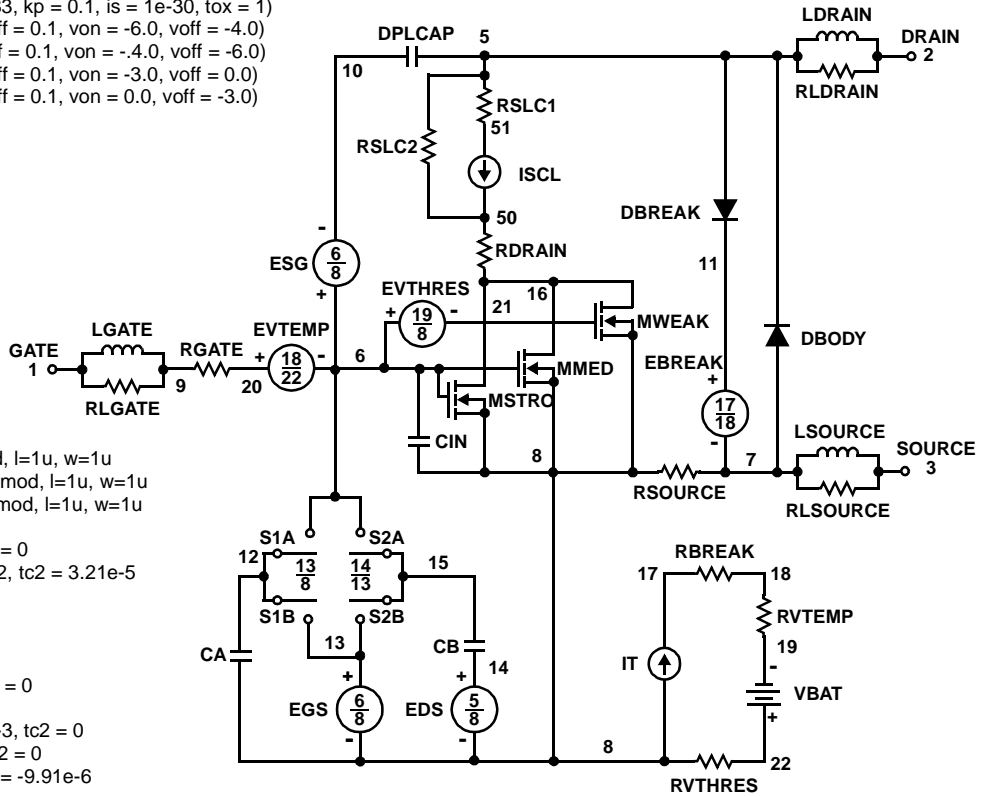 63, kp = 0.1, is = 1e-30, tox = 1)
ff = 0.1, von = -6.0, voff = -4.0)
f = 0.1, von = -.4.0, voff = -6.0)
ff = 0.1, von = -3.0, voff = 0.0)
ff = 0.1, von = 0.0, voff = -3.0)
LDRAIN
DPLCAP 5 DRAIN
10 2
RLDRAIN
RSLC1
51
RSLC2
ISCL
50
DBREAK
- RDRAIN
ESG 6 8
11
+ EVTHRES 16
+ 19 8 - 21
MWEAK
LGATE EVTEMP
DBODY
GATE RGATE + 18 22 - 6 MMED EBREAK
1 9 20 +
MSTRO 17 18
RLGATE
CIN - LSOURCE
d, l=1u, w=1u 8 7 SOURCE
3
mod, l=1u, w=1u
RSOURCE
mod, l=1u, w=1u RLSOURCE
= 0 S1A S2A
12 13 8 14 13 15 RBREAK
2, tc2 = 3.21e-5 17 18
S1B S2B RVTEMP
13 CB 19
CA 14 IT -
= 0 + + VBAT
EGS 6 8 EDS 5 8
-3, tc2 = 0 +
2 = 0 - - 8
= -9.91e-6 22
RVTHRES